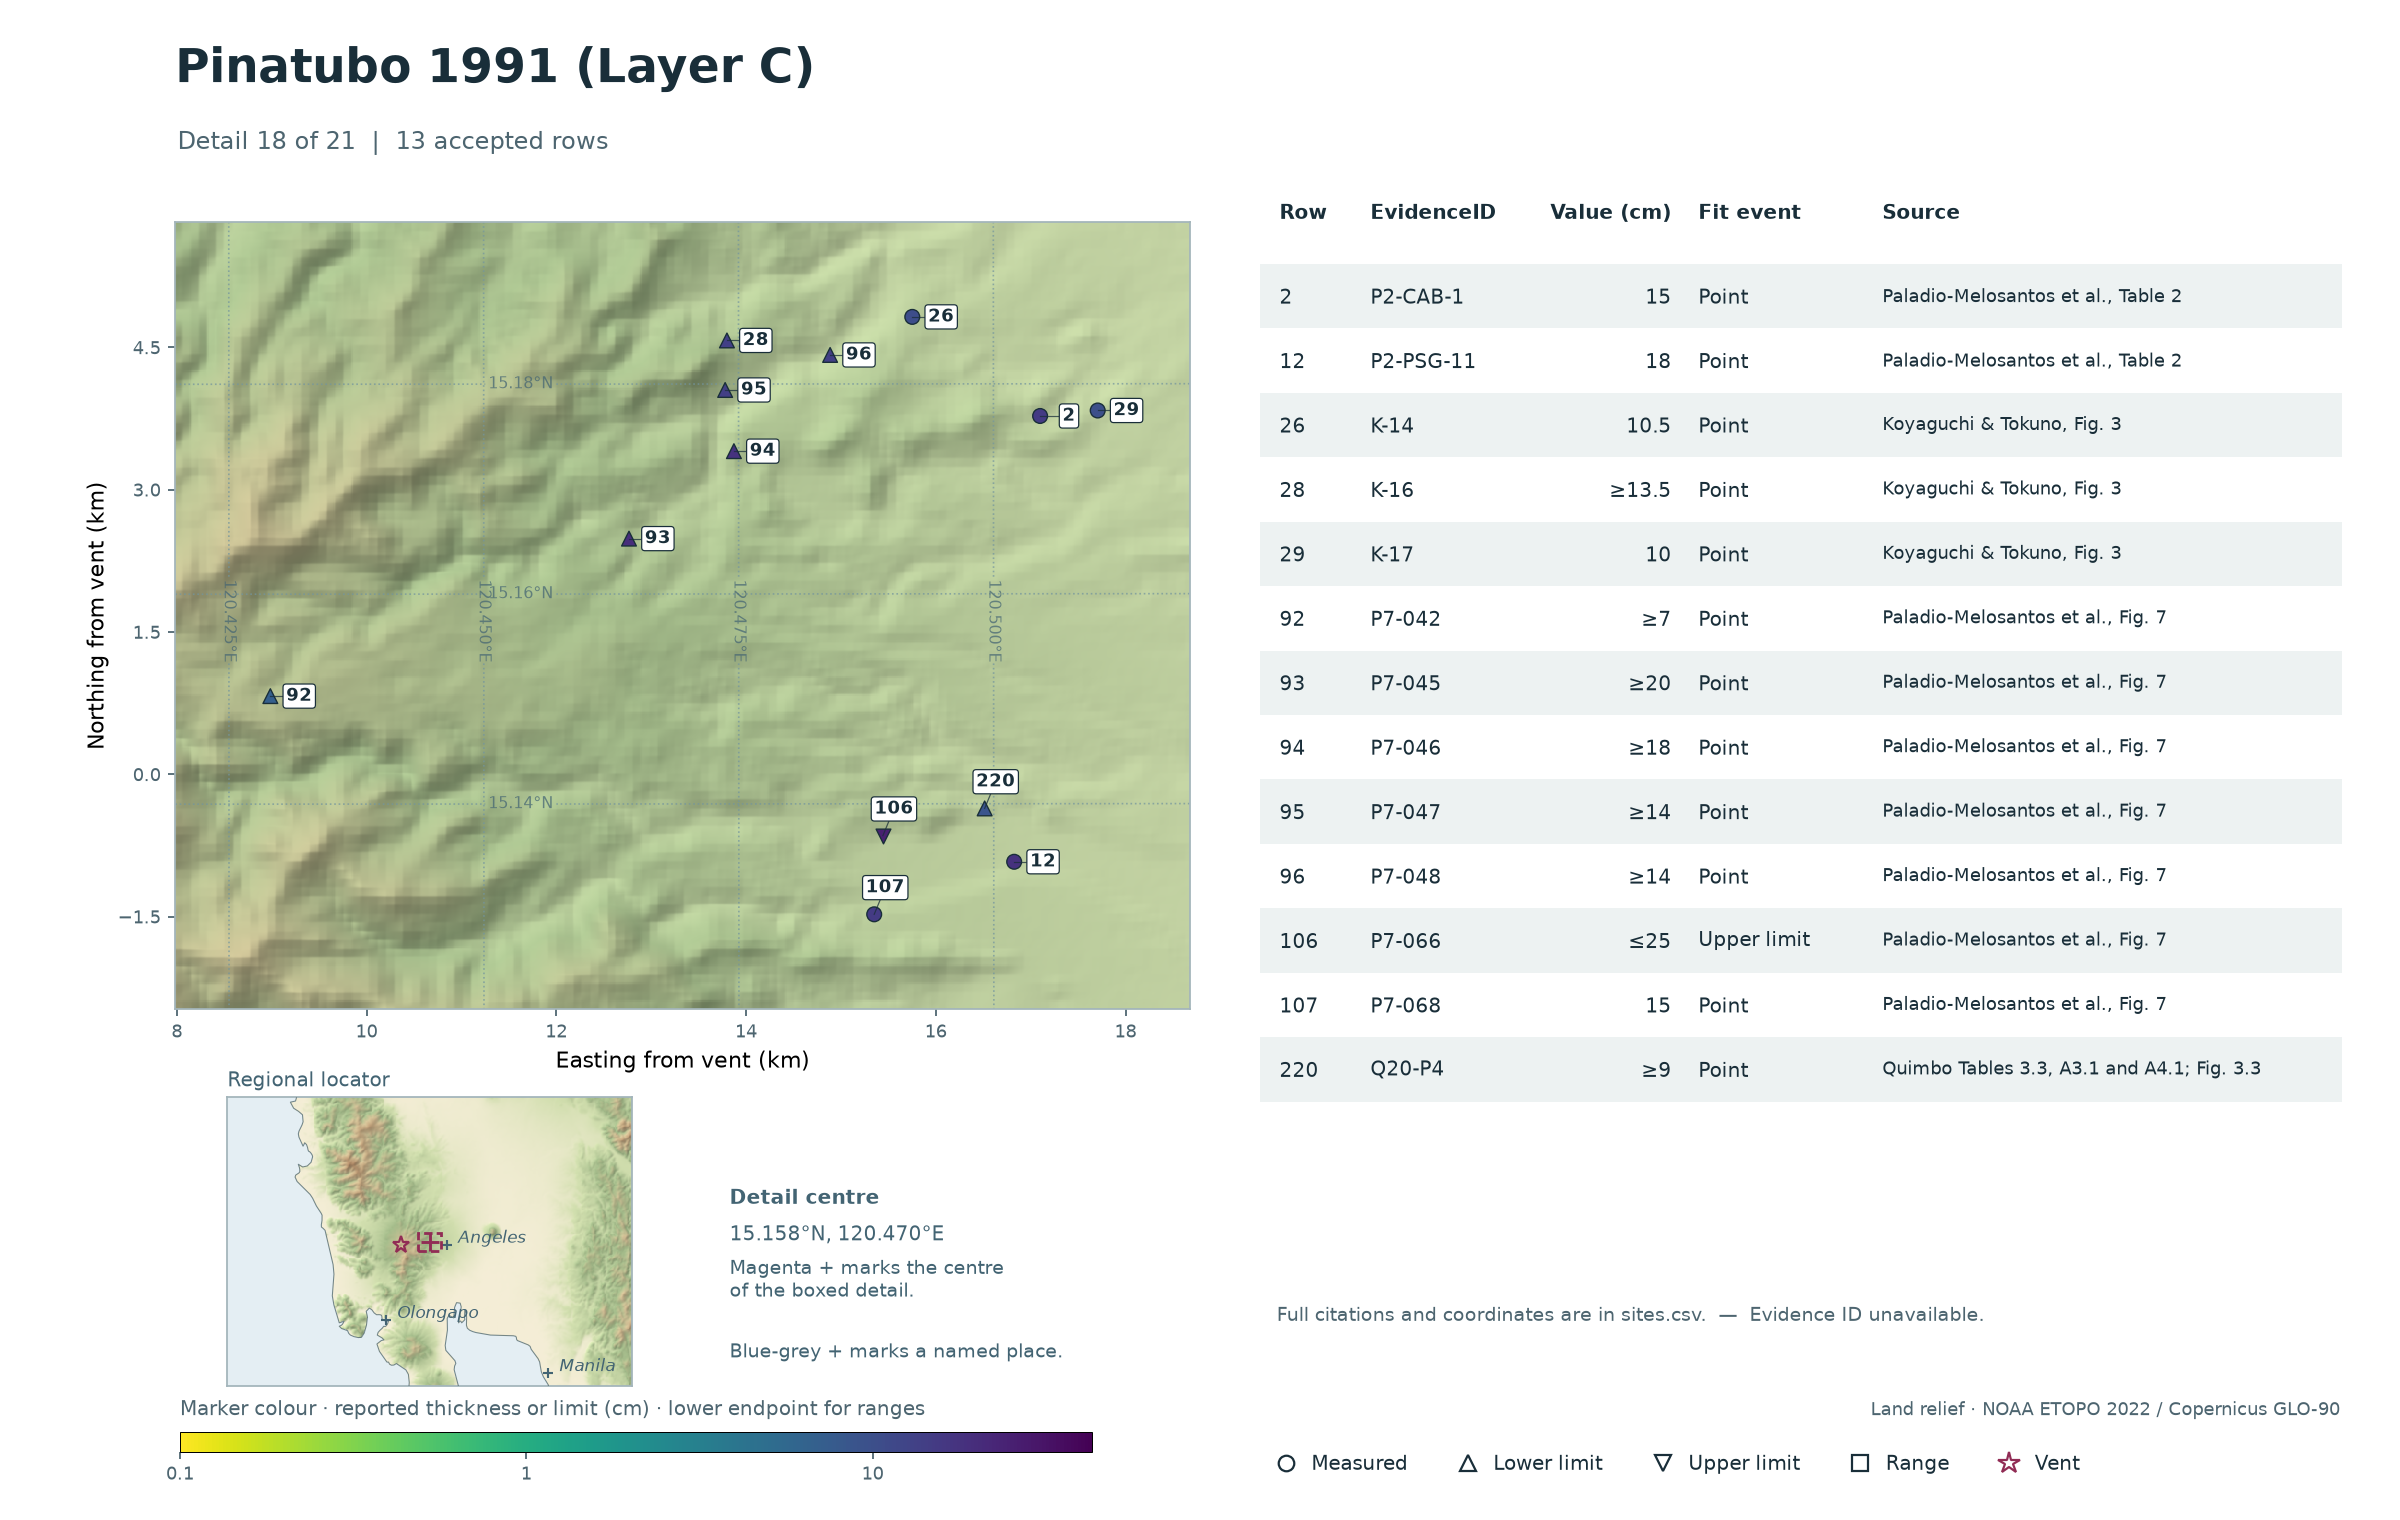 Pinatubo 1991 (Layer C)
Detail 18 of 21 | 13 accepted rows
Northing from vent (km)
4.5
3.0
1.5
0.0
−1.5
15.18°N
15.16°N
15.14°N
120.425°E
120.450°E
120.475°E
120.500°E
26
28
96
95
2
29
94
93
92
220
106
12
107
8
10
12
14
16
18
Easting from vent (km)
Row EvidenceID Value (cm) Fit event Source
2 P2-CAB-1 15 Point Paladio-Melosantos et al., Table 2
12 P2-PSG-11 18 Point Paladio-Melosantos et al., Table 2
26 K-14 10.5 Point Koyaguchi & Tokuno, Fig. 3
28 K-16 ≥13.5 Point Koyaguchi & Tokuno, Fig. 3
29 K-17 10 Point Koyaguchi & Tokuno, Fig. 3
92 P7-042 ≥7 Point Paladio-Melosantos et al., Fig. 7
93 P7-045 ≥20 Point Paladio-Melosantos et al., Fig. 7
94 P7-046 ≥18 Point Paladio-Melosantos et al., Fig. 7
95 P7-047 ≥14 Point Paladio-Melosantos et al., Fig. 7
96 P7-048 ≥14 Point Paladio-Melosantos et al., Fig. 7
106 P7-066 ≤25 Upper limit Paladio-Melosantos et al., Fig. 7
107 P7-068 15 Point Paladio-Melosantos et al., Fig. 7
220 Q20-P4 ≥9 Point Quimbo Tables 3.3, A3.1 and A4.1; Fig. 3.3
Regional locator
Angeles
Olongapo
Manila
Detail centre
15.158°N, 120.470°E
Magenta + marks the centre
of the boxed detail.
Blue-grey + marks a named place.
Full citations and coordinates are in sites.csv. — Evidence ID unavailable.
Marker colour · reported thickness or limit (cm) · lower endpoint for ranges
0.1
1
10
Land relief · NOAA ETOPO 2022 / Copernicus GLO-90
Measured
Lower limit
Upper limit
Range
Vent